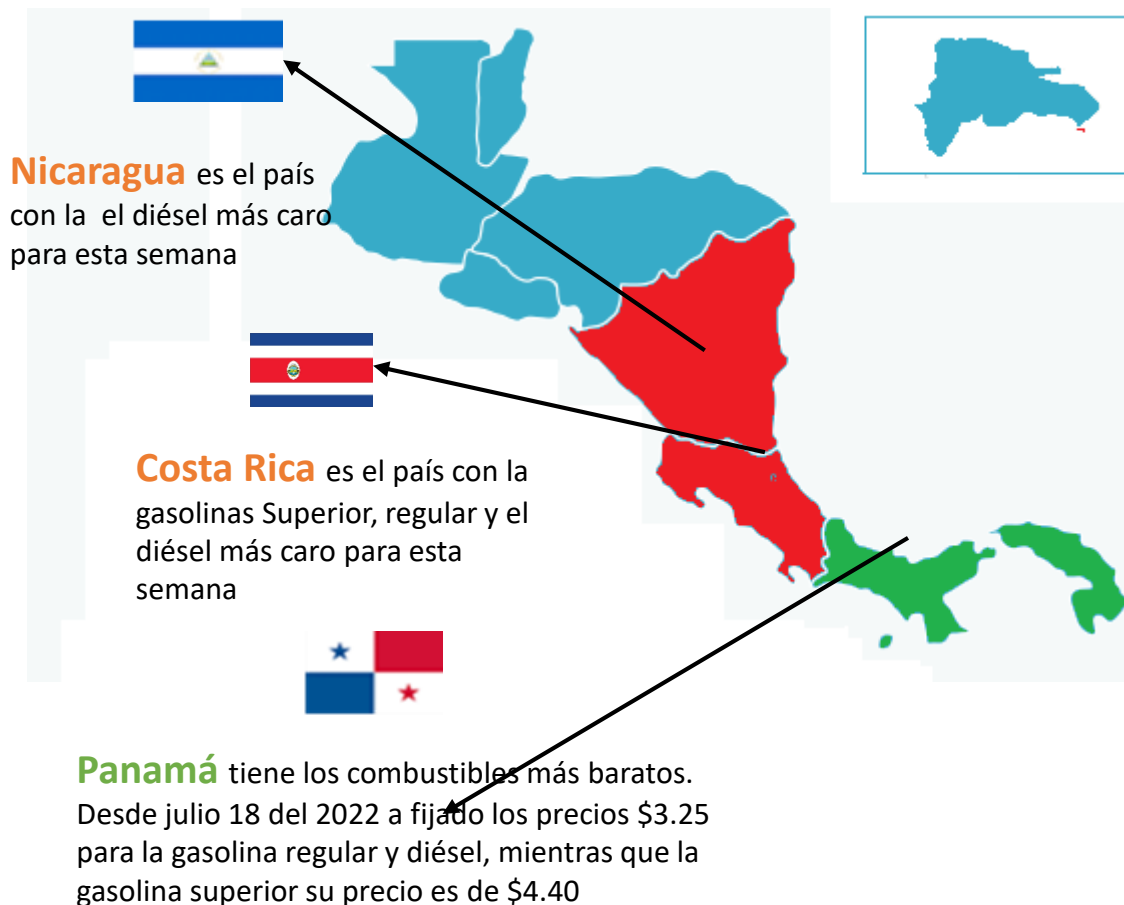 Nicaragua es el país
con la el diésel más caro
para esta semana
Costa Rica es el país con la
gasolinas Superior, regular y el
diésel más caro para esta
semana
Panamá tiene los combustibles más baratos.
Desde julio 18 del 2022 a fijado los precios $3.25
para la gasolina regular y diésel, mientras que la
gasolina superior su precio es de $4.40